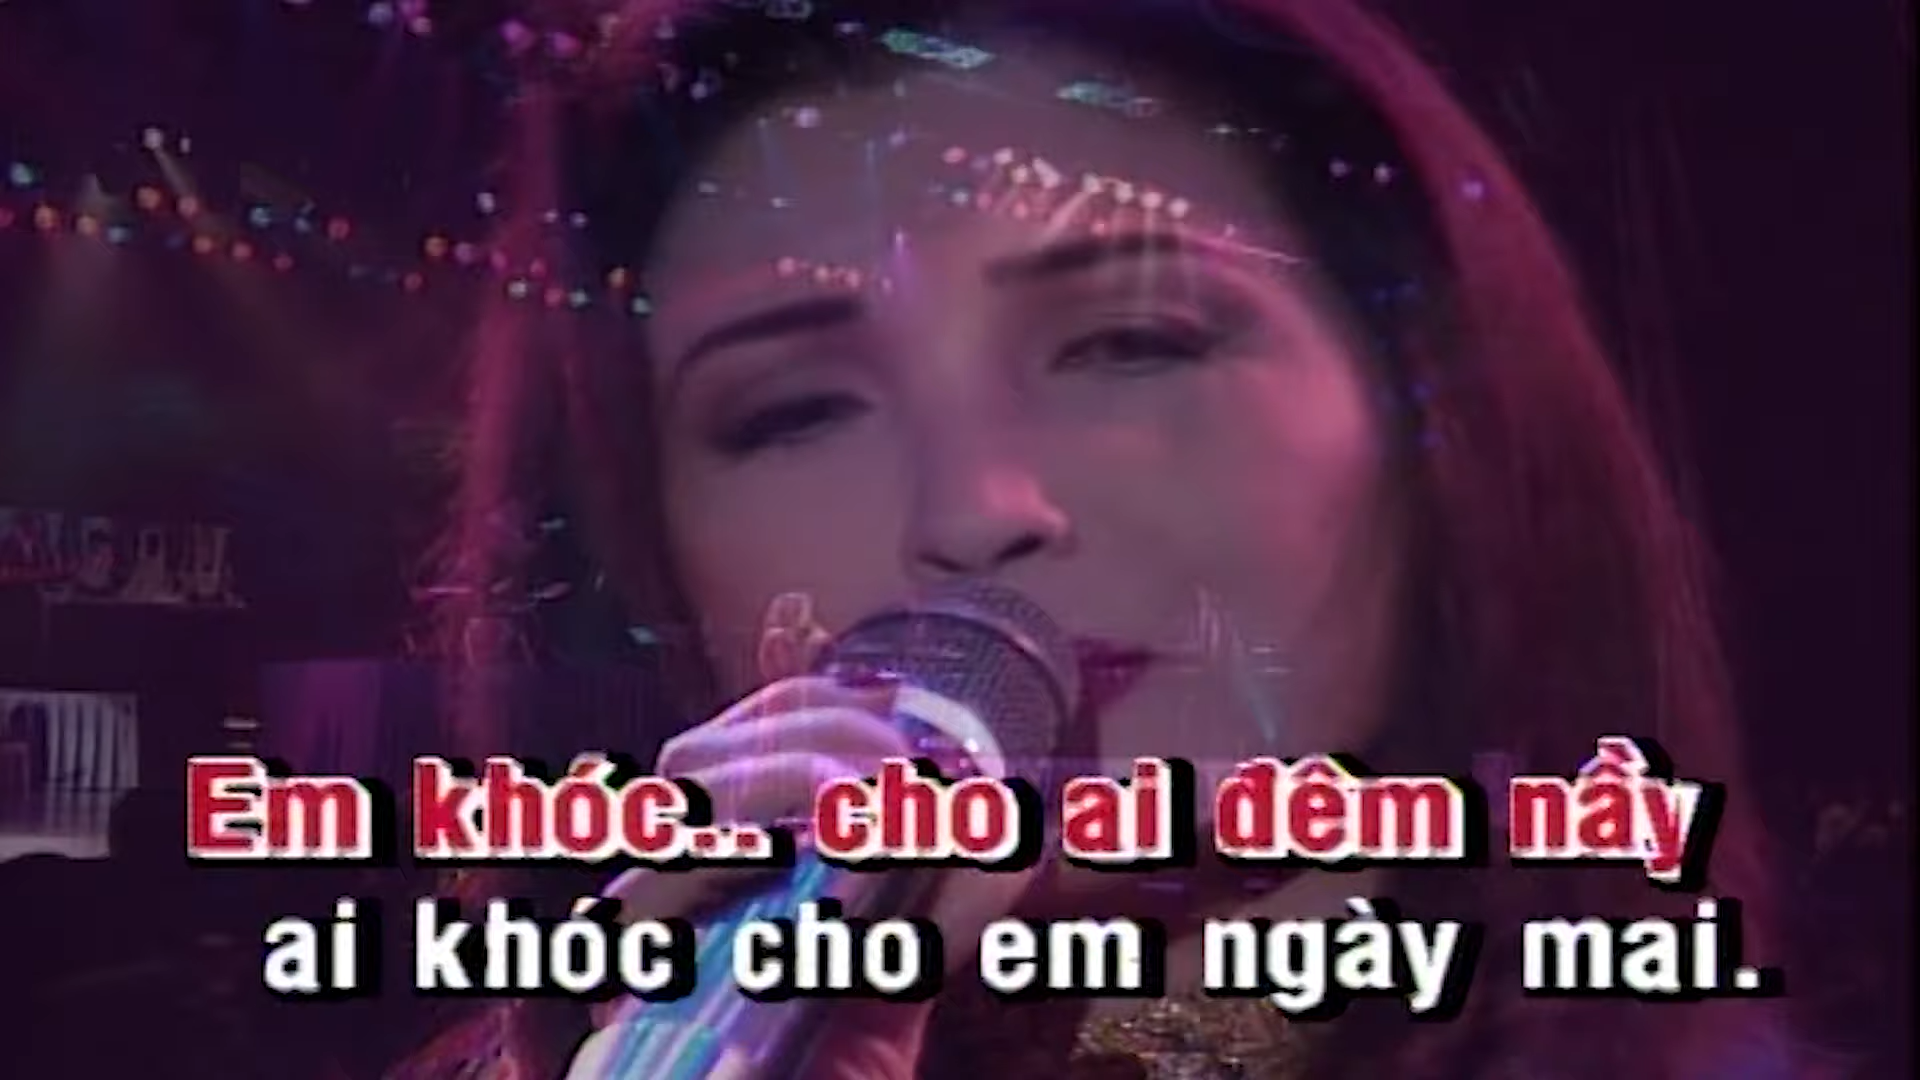 Em khóc.. cho ai đêm nầy
ai khóc cho em ngày mai.